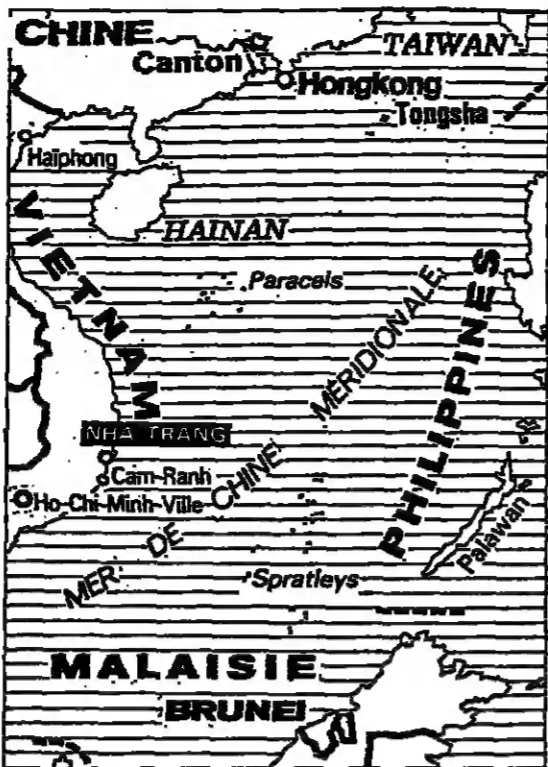 CHINE
TAIWAN
Canton
Hongkong
Tongsha
Haïphong
HAINAN
VIETNAM
Paracels
PHILIPPINES
MER DE CHINE MÉRIDIONALE
NHA TRANG
Cam-Ranh
Ho-Chi-Minh-Ville
Palawan
Spratleys
MALAISIE
BRUNEI